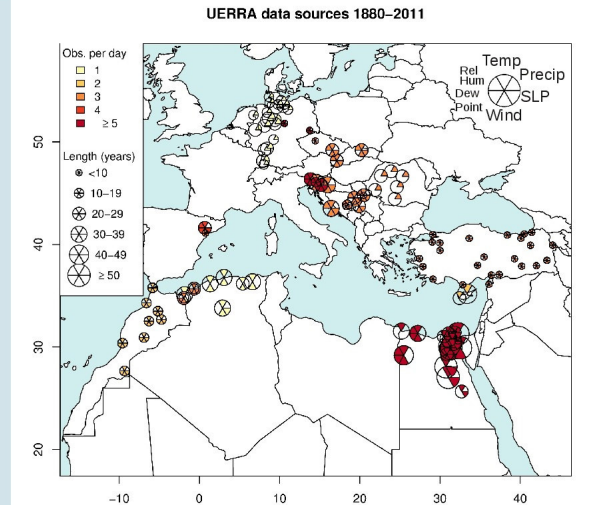 UERRA data sources 1880–2011
Obs. per day
1
2
3
4
≥ 5
Length (years)
<10
10–19
20–29
30–39
40–49
≥ 50
Temp
Rel
Hum
Precip
Dew
Point
SLP
Wind
50
40
30
20
−10
0
10
20
30
40